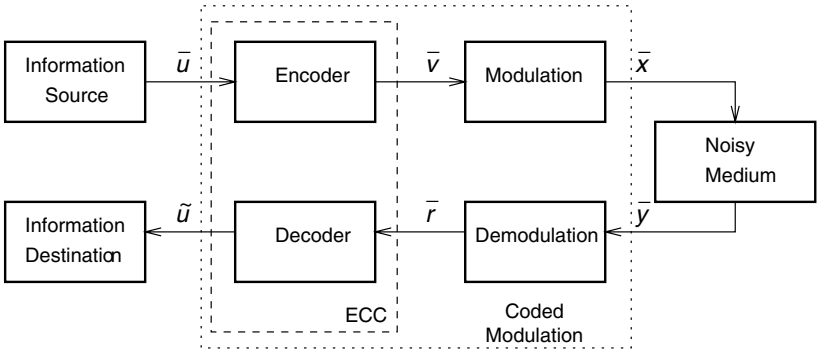 Information
Source
u̅
Encoder
v̅
Modulation
x̅
Noisy
Medium
Information
Destination
ũ
Decoder
r̅
Demodulation
y̅
ECC
Coded
Modulation